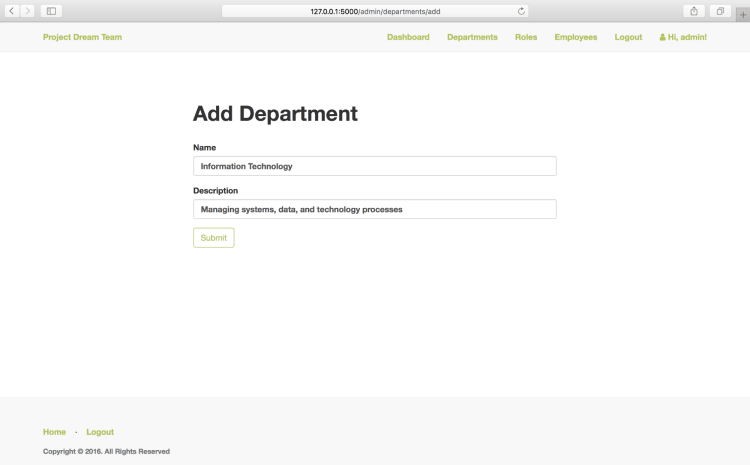 127.0.0.1:5000/admin/departments/add
Project Dream Team Dashboard Departments Roles Employees Logout Hi, admin!
Add Department
Name
Information Technology
Description
Managing systems, data, and technology processes
Submit
Home · Logout
Copyright © 2016. All Rights Reserved